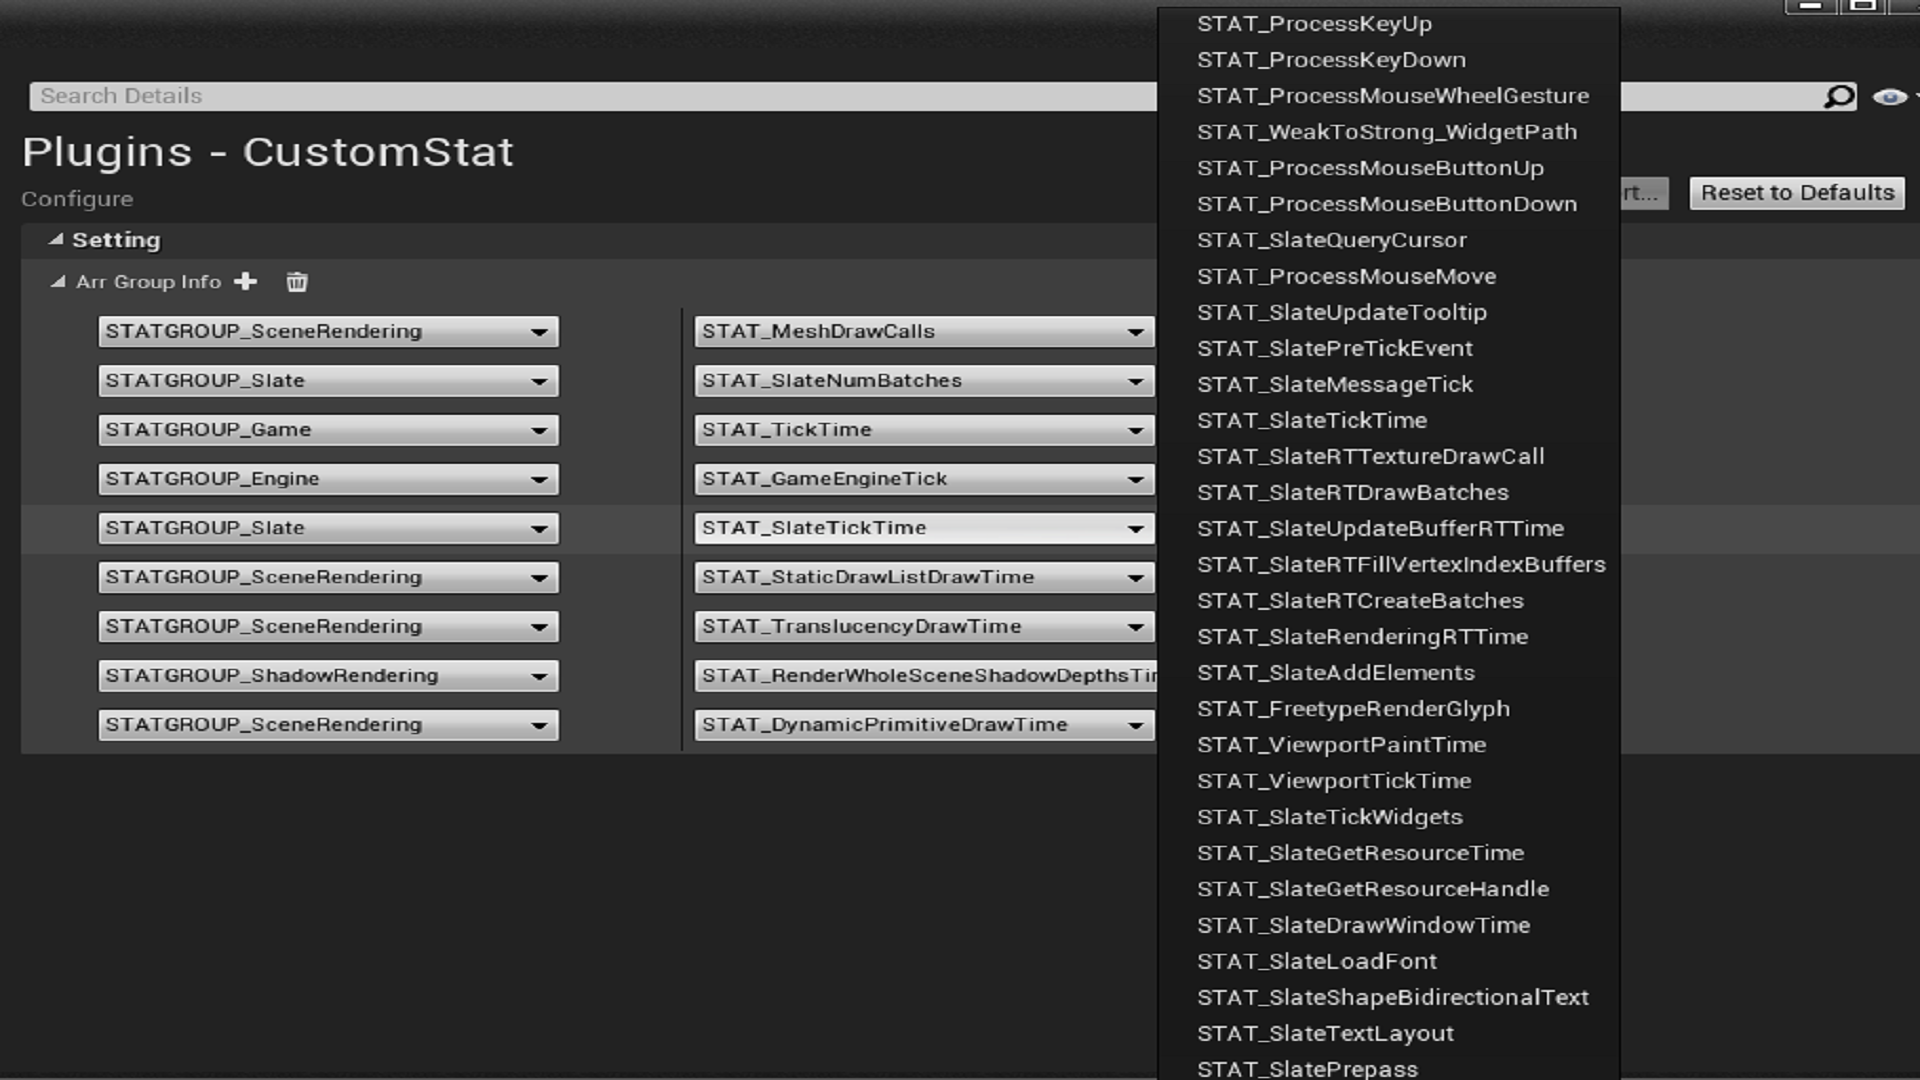 Search Details
Plugins - CustomStat
Configure
rt...
Reset to Defaults
Setting
Arr Group Info
STATGROUP_SceneRendering
STAT_MeshDrawCalls
STATGROUP_Slate
STAT_SlateNumBatches
STATGROUP_Game
STAT_TickTime
STATGROUP_Engine
STAT_GameEngineTick
STATGROUP_Slate
STAT_SlateTickTime
STATGROUP_SceneRendering
STAT_StaticDrawListDrawTime
STATGROUP_SceneRendering
STAT_TranslucencyDrawTime
STATGROUP_ShadowRendering
STAT_RenderWholeSceneShadowDepthsTi
STATGROUP_SceneRendering
STAT_DynamicPrimitiveDrawTime
STAT_ProcessKeyUp
STAT_ProcessKeyDown
STAT_ProcessMouseWheelGesture
STAT_WeakToStrong_WidgetPath
STAT_ProcessMouseButtonUp
STAT_ProcessMouseButtonDown
STAT_SlateQueryCursor
STAT_ProcessMouseMove
STAT_SlateUpdateTooltip
STAT_SlatePreTickEvent
STAT_SlateMessageTick
STAT_SlateTickTime
STAT_SlateRTTextureDrawCall
STAT_SlateRTDrawBatches
STAT_SlateUpdateBufferRTTime
STAT_SlateRTFillVertexIndexBuffers
STAT_SlateRTCreateBatches
STAT_SlateRenderingRTTime
STAT_SlateAddElements
STAT_FreetypeRenderGlyph
STAT_ViewportPaintTime
STAT_ViewportTickTime
STAT_SlateTickWidgets
STAT_SlateGetResourceTime
STAT_SlateGetResourceHandle
STAT_SlateDrawWindowTime
STAT_SlateLoadFont
STAT_SlateShapeBidirectionalText
STAT_SlateTextLayout
STAT_SlatePrepass